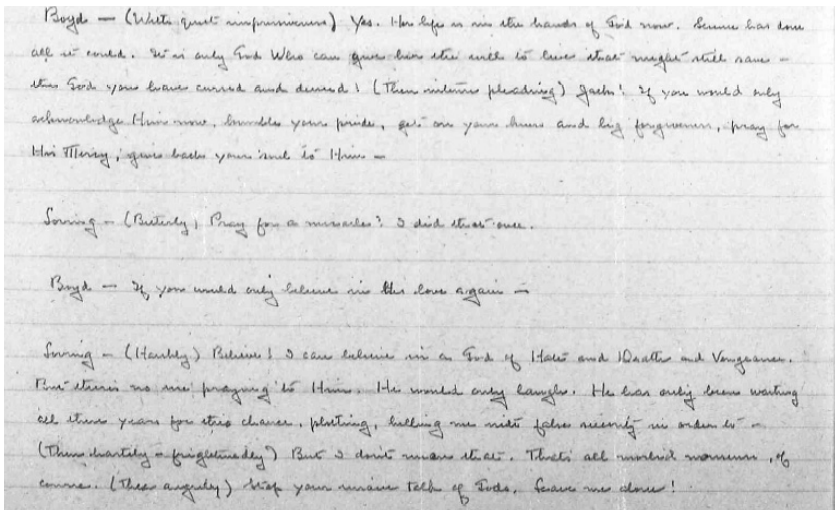 Boyd — (With quiet impressiveness) Yes. Her life is in the hands of God now. Science has done
all it could. It is only God Who can give her the will to live that might still save —
this God you have cursed and denied! (Then intense pleading) Jack! If you would only
acknowledge Him now, humble your pride, get on your knees and beg forgiveness, pray for
His Mercy, give back your soul to Him —
Loving — (Bitterly) Pray for a miracle? I did that once.
Boyd — If you would only believe in His love again —
Loving — (Harshly) Believe! I can believe in a God of Hate and Death and Vengeance.
But there is no use praying to Him. He would only laugh. He has only been waiting
all these years for this chance, plotting, lulling me into false security in order to —
(Then hastily — frightenedly) But I don't mean that. That's all morbid nonsense, of
course. (Then angrily) Stop your insane talk of Gods. Leave me alone!